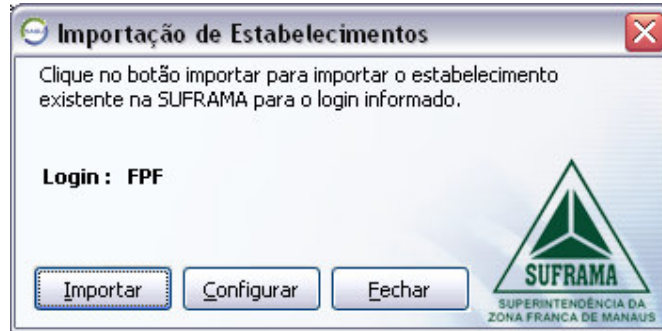 Importação de Estabelecimentos
Clique no botão importar para importar o estabelecimento
existente na SUFRAMA para o login informado.
Login : FPF
Importar Configurar Fechar
SUFRAMA
SUPERINTENDÊNCIA DA
ZONA FRANCA DE MANAUS